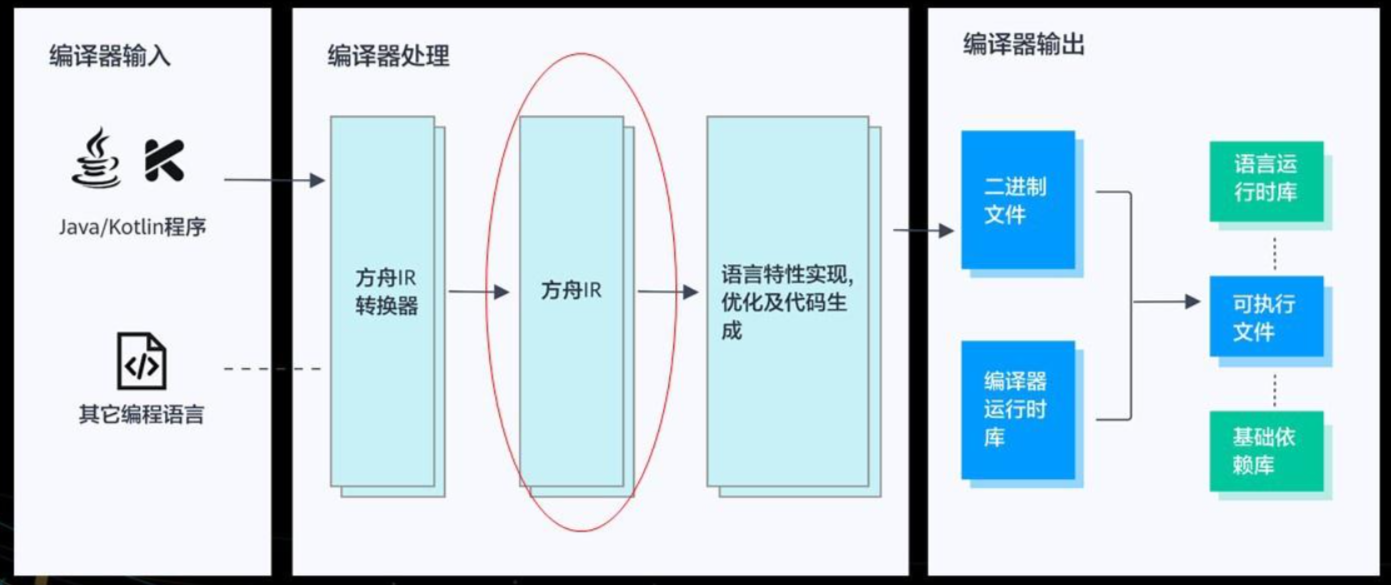 编译器输入
Java/Kotlin程序
</>
其它编程语言
编译器处理
方舟IR
转换器
方舟IR
语言特性实现,
优化及代码生
成
编译器输出
二进制
文件
编译器
运行时
库
语言运
行时库
可执行
文件
基础依
赖库